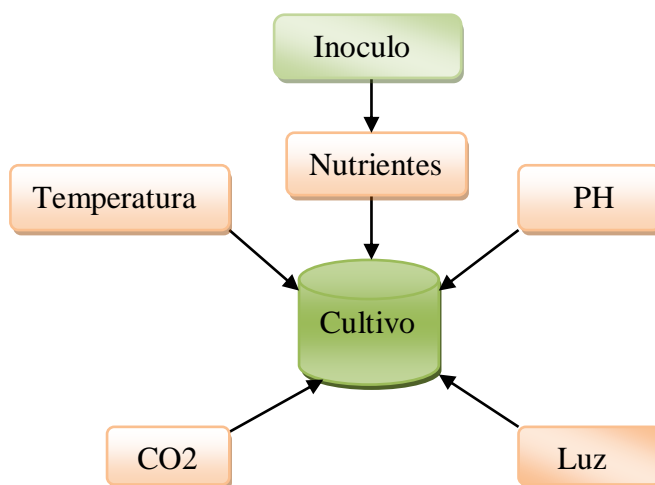 Inoculo
Nutrientes
Temperatura
PH
Cultivo
CO2
Luz